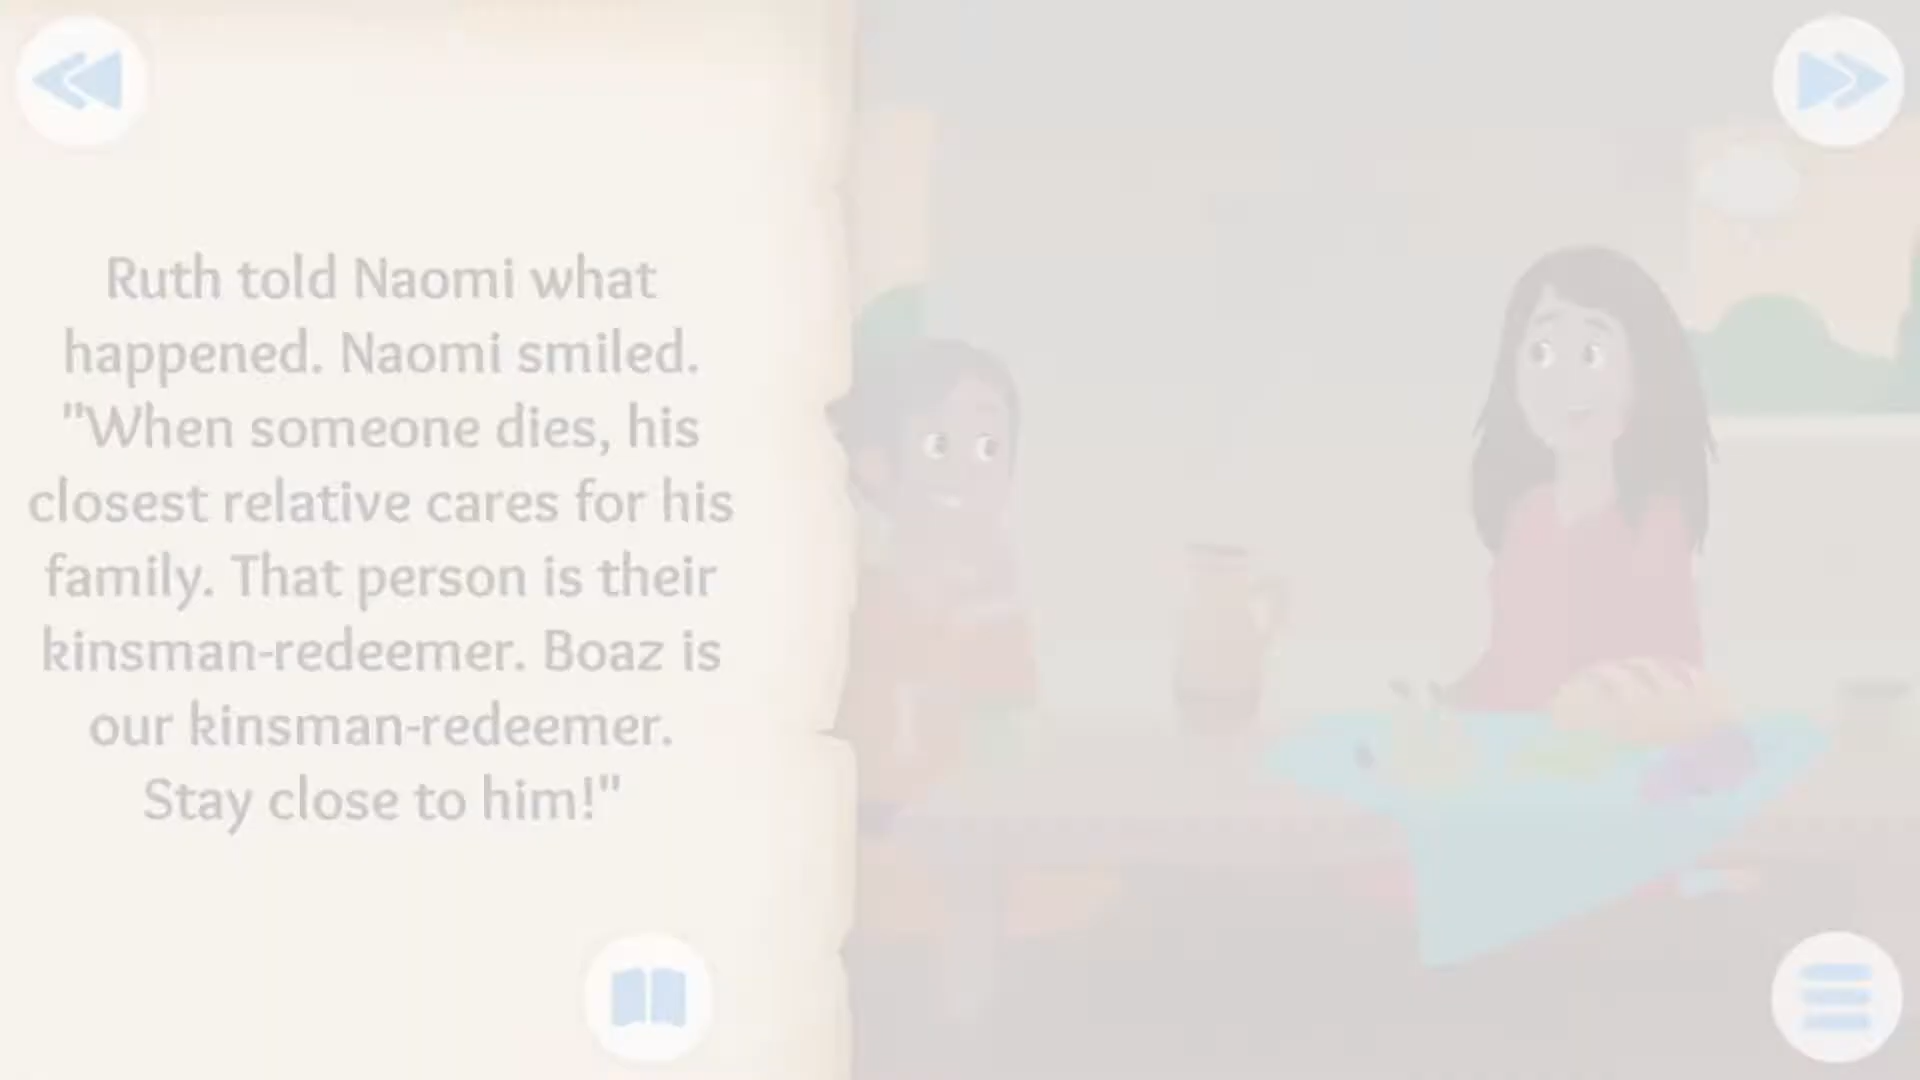 Ruth told Naomi what
happened. Naomi smiled.
"When someone dies, his
closest relative cares for his
family. That person is their
kinsman-redeemer. Boaz is
our kinsman-redeemer.
Stay close to him!"